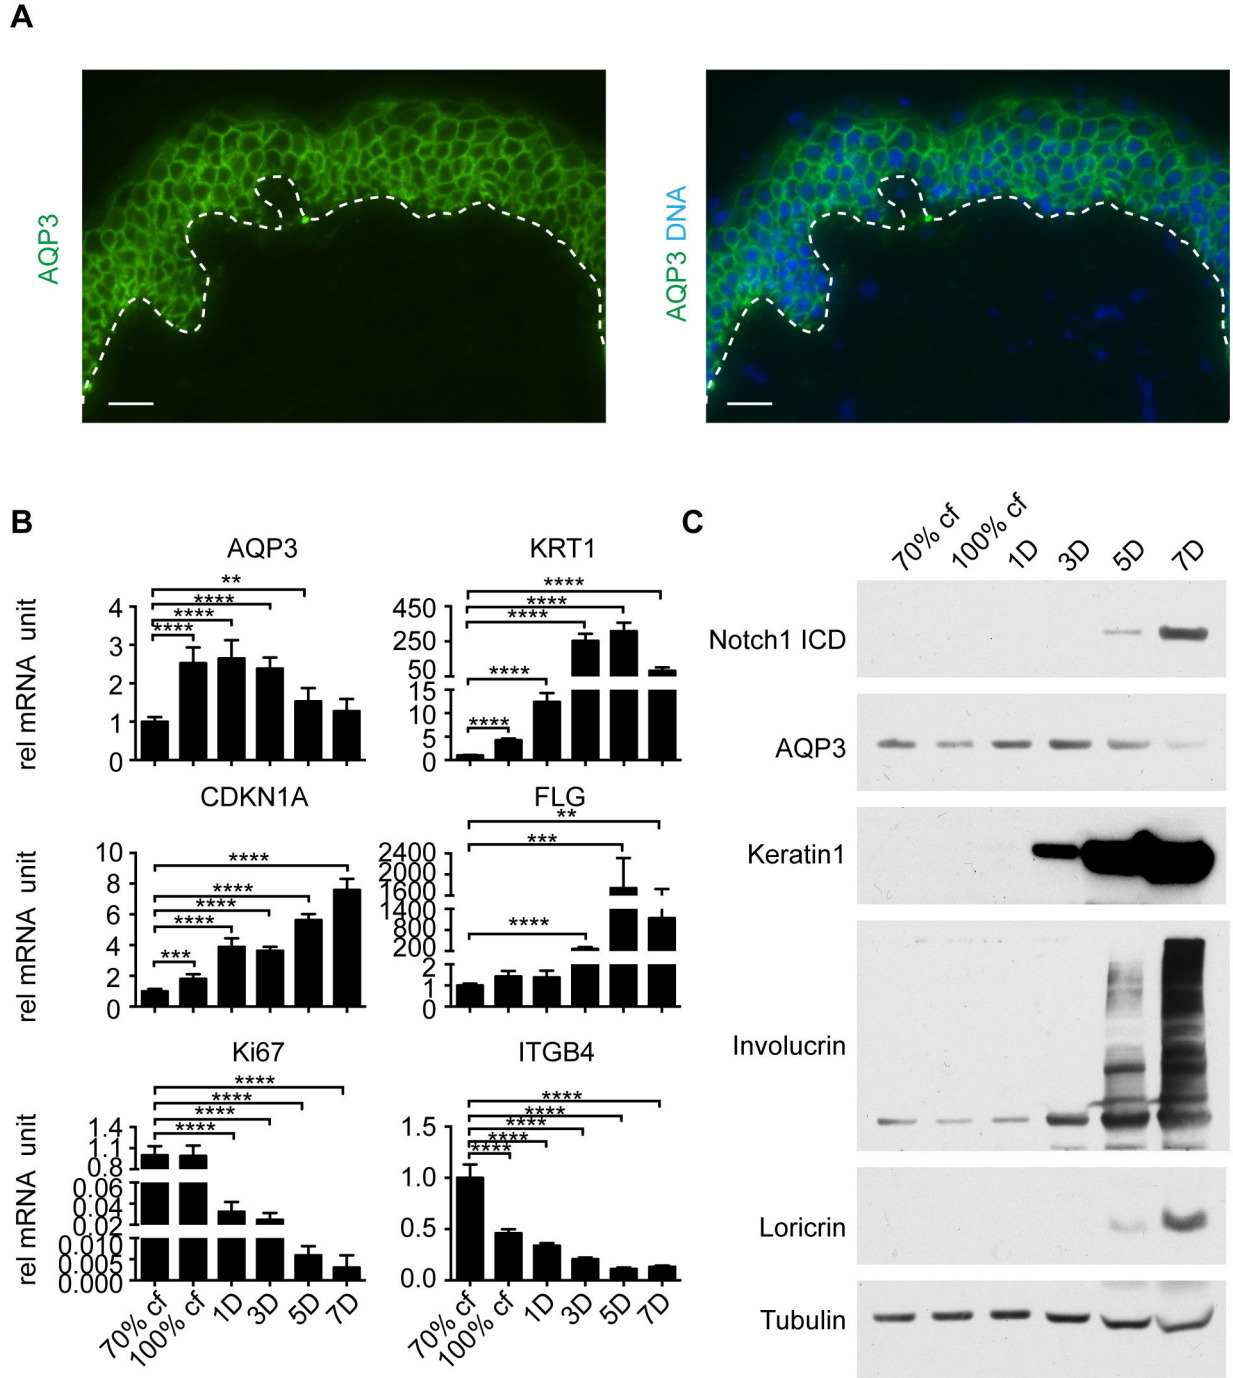 A
AQP3
AQP3 DNA
B
AQP3
rel mRNA unit
4
3
2
1
0
**
****
****
****
KRT1
450
250
50
15
10
5
0
****
****
****
****
****
CDKN1A
rel mRNA unit
10
8
6
4
2
0
****
****
****
****
***
FLG
2400
1600
1400
800
200
2
1
0
**
***
****
Ki67
rel mRNA unit
1.4
1.1
0.8
0.06
0.04
0.02
0.010
0.005
0.000
****
****
****
****
70% cf
100% cf
1D
3D
5D
7D
ITGB4
1.5
1.0
0.5
0.0
****
****
****
****
****
70% cf
100% cf
1D
3D
5D
7D
C
70% cf
100% cf
1D
3D
5D
7D
Notch1 ICD
AQP3
Keratin1
Involucrin
Loricrin
Tubulin